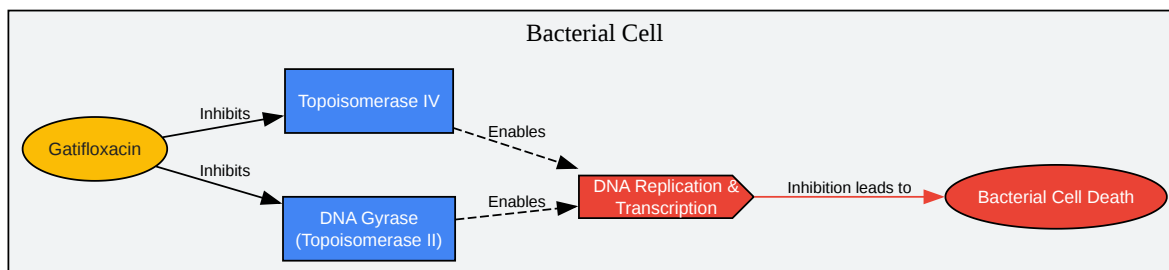 Bacterial Cell
Gatifloxacin
Inhibits
Inhibits
Topoisomerase IV
DNA Gyrase
(Topoisomerase II)
Enables
Enables
DNA Replication &
Transcription
Inhibition leads to
Bacterial Cell Death